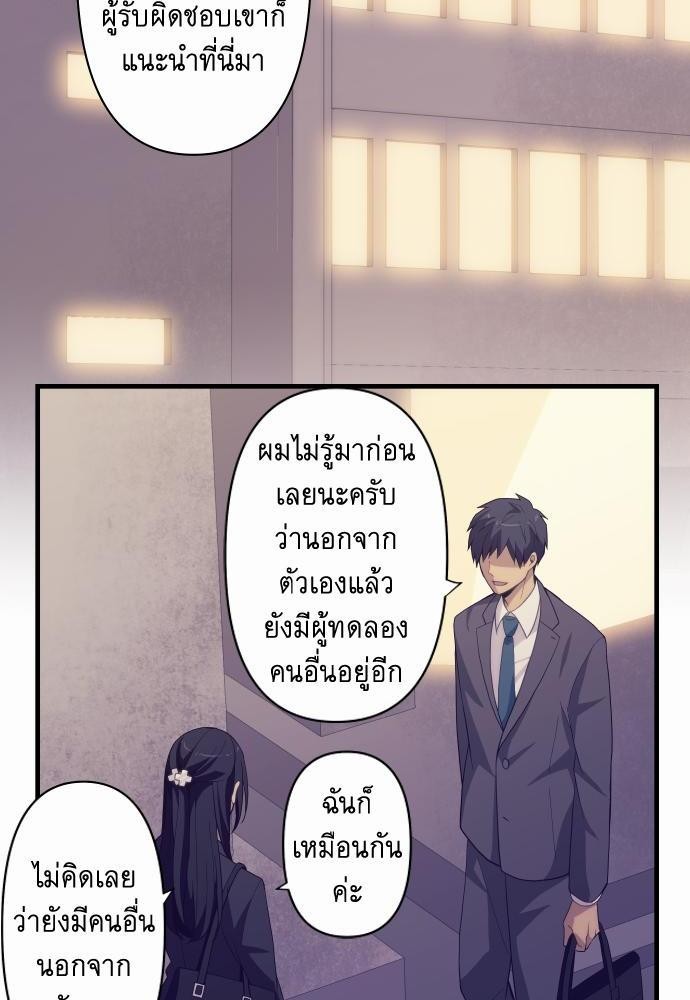 ผู้รับผิดชอบเขาก็
แนะนำที่นี่มา
ผมไม่รู้มาก่อน
เลยนะครับ
ว่านอกจาก
ตัวเองแล้ว
ยังมีผู้ทดลอง
คนอื่นอยู่อีก
ฉันก็
เหมือนกัน
ค่ะ
ไม่คิดเลย
ว่ายังมีคนอื่น
นอกจาก